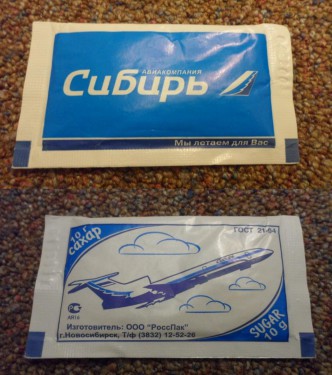 АВИАКОМПАНИЯ
Сибирь
Мы летаем для Вас
10 г
сахар
ГОСТ 21-94
АЯ16
Изготовитель: ООО "РоссПак"
г.Новосибирск, Т/ф (3832) 12-52-26
SUGAR
10 g